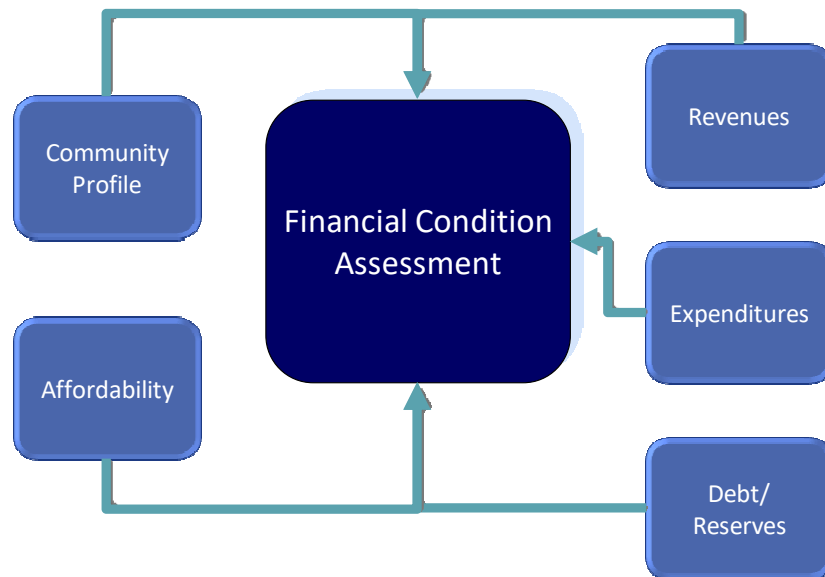 Community
Profile
Revenues
Financial Condition
Assessment
Expenditures
Affordability
Debt/
Reserves